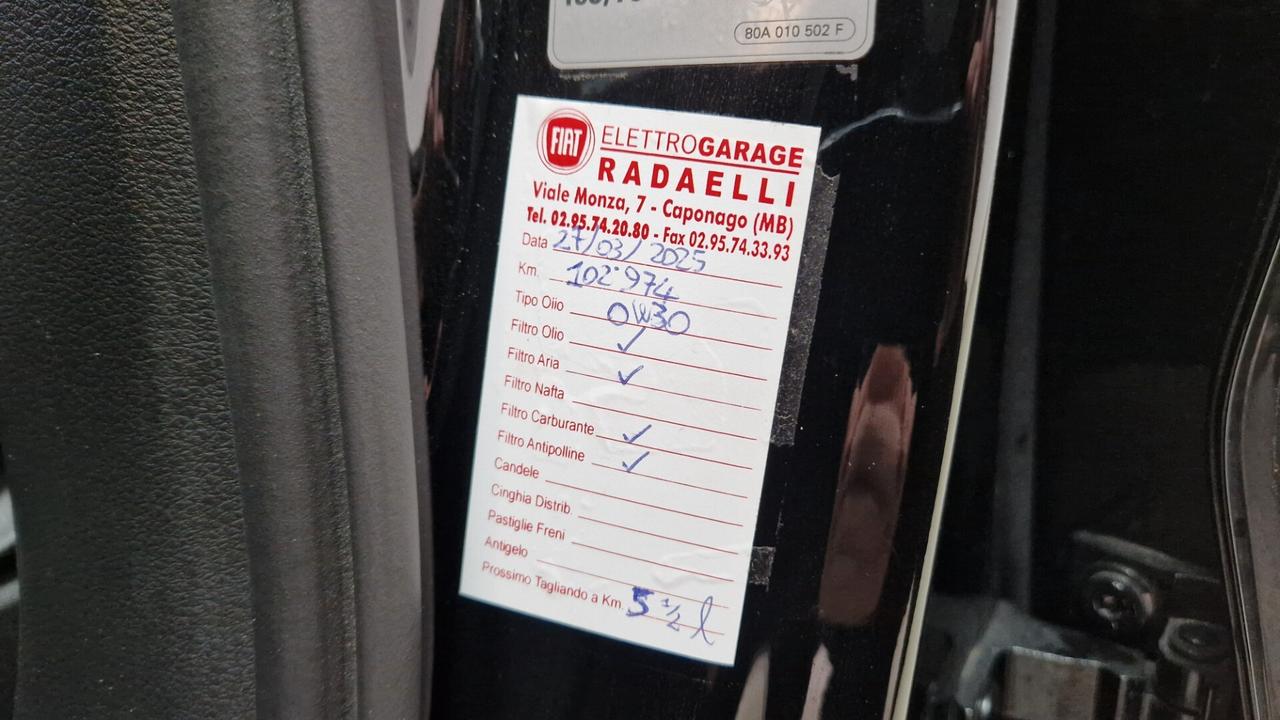 80A 010 502 F
FIAT
ELETTROGARAGE
RADAELLI
Viale Monza, 7 - Caponago (MB)
Tel. 02.95.74.20.80 - Fax 02.95.74.33.93
Data 27/03/2025
Km. 102.974
Tipo Olio 0W30
Filtro Olio ✓
Filtro Aria ✓
Filtro Nafta
Filtro Carburante ✓
Filtro Antipolline ✓
Candele
Cinghia Distrib.
Pastiglie Freni
Antigelo
Prossimo Tagliando a Km. 5 ½ l